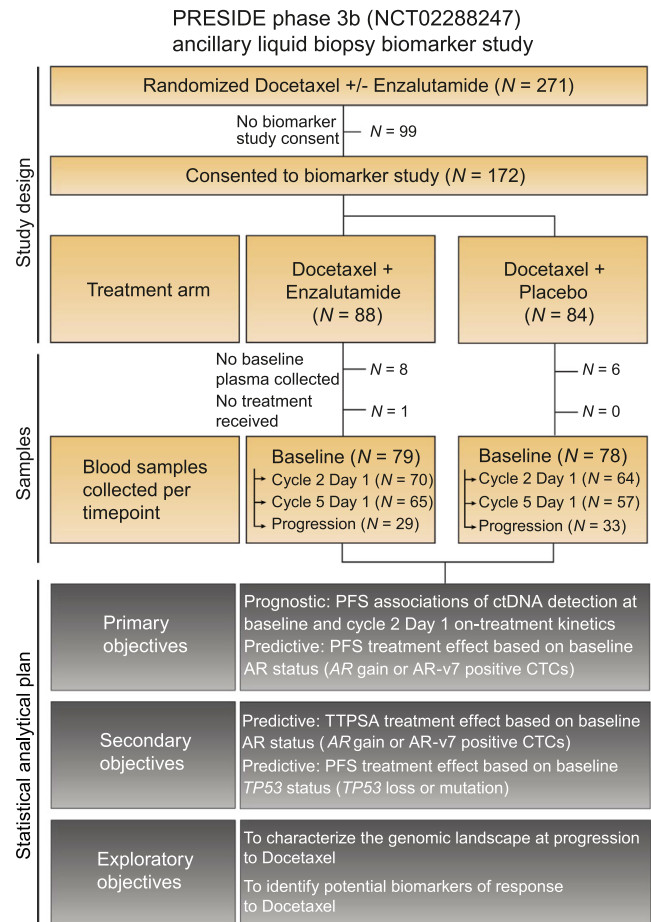 PRESIDE phase 3b (NCT02288247)
ancillary liquid biopsy biomarker study
Study design
Randomized Docetaxel +/- Enzalutamide (N = 271)
No biomarker
study consent
N = 99
Consented to biomarker study (N = 172)
Treatment arm
Docetaxel +
Enzalutamide
(N = 88)
Docetaxel +
Placebo
(N = 84)
Samples
No baseline
plasma collected
N = 8
N = 6
No treatment
received
N = 1
N = 0
Blood samples
collected per
timepoint
Baseline (N = 79)
Cycle 2 Day 1 (N = 70)
Cycle 5 Day 1 (N = 65)
Progression (N = 29)
Baseline (N = 78)
Cycle 2 Day 1 (N = 64)
Cycle 5 Day 1 (N = 57)
Progression (N = 33)
Statistical analytical plan
Primary
objectives
Prognostic: PFS associations of ctDNA detection at
baseline and cycle 2 Day 1 on-treatment kinetics
Predictive: PFS treatment effect based on baseline
AR status (AR gain or AR-v7 positive CTCs)
Secondary
objectives
Predictive: TTPSA treatment effect based on baseline
AR status (AR gain or AR-v7 positive CTCs)
Predictive: PFS treatment effect based on baseline
TP53 status (TP53 loss or mutation)
Exploratory
objectives
To characterize the genomic landscape at progression
to Docetaxel
To identify potential biomarkers of response
to Docetaxel